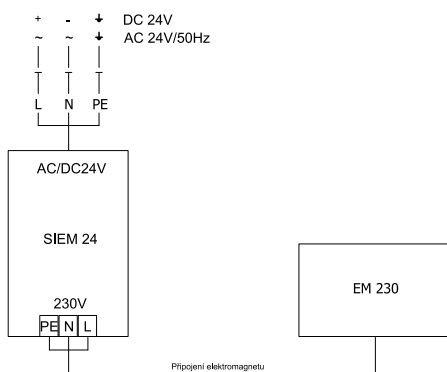 + - DC 24V
~ ~ AC 24V/50Hz
L N PE
AC/DC24V
SIEM 24
EM 230
230V
PE N L
Připojení elektromagnetu